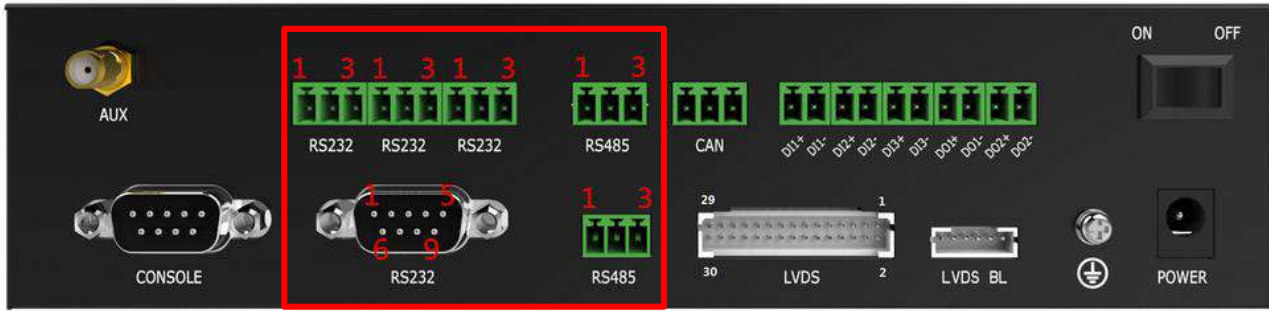 ON OFF
1 3 1 3 1 3 1 3
AUX
RS232 RS232 RS232 RS485 CAN DI1+ DI1- DI2+ DI2- DI3+ DI3- DO1+ DO1- DO2+ DO2-
1 5 1 3 29 1
6 9 30 2
CONSOLE RS232 RS485 LVDS LVDS BL POWER